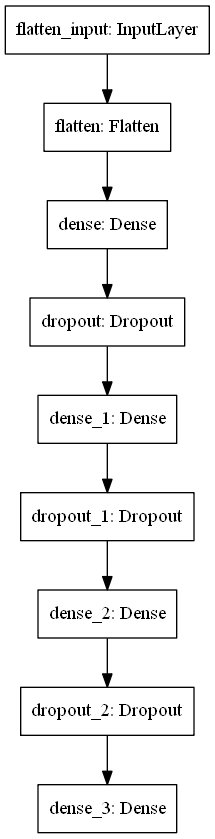 flatten_input: InputLayer
flatten: Flatten
dense: Dense
dropout: Dropout
dense_1: Dense
dropout_1: Dropout
dense_2: Dense
dropout_2: Dropout
dense_3: Dense